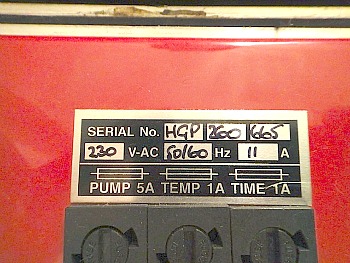 SERIAL No. HGP 260 665
230 V-AC 50/60 Hz 11 A
PUMP 5A TEMP 1A TIME 1A